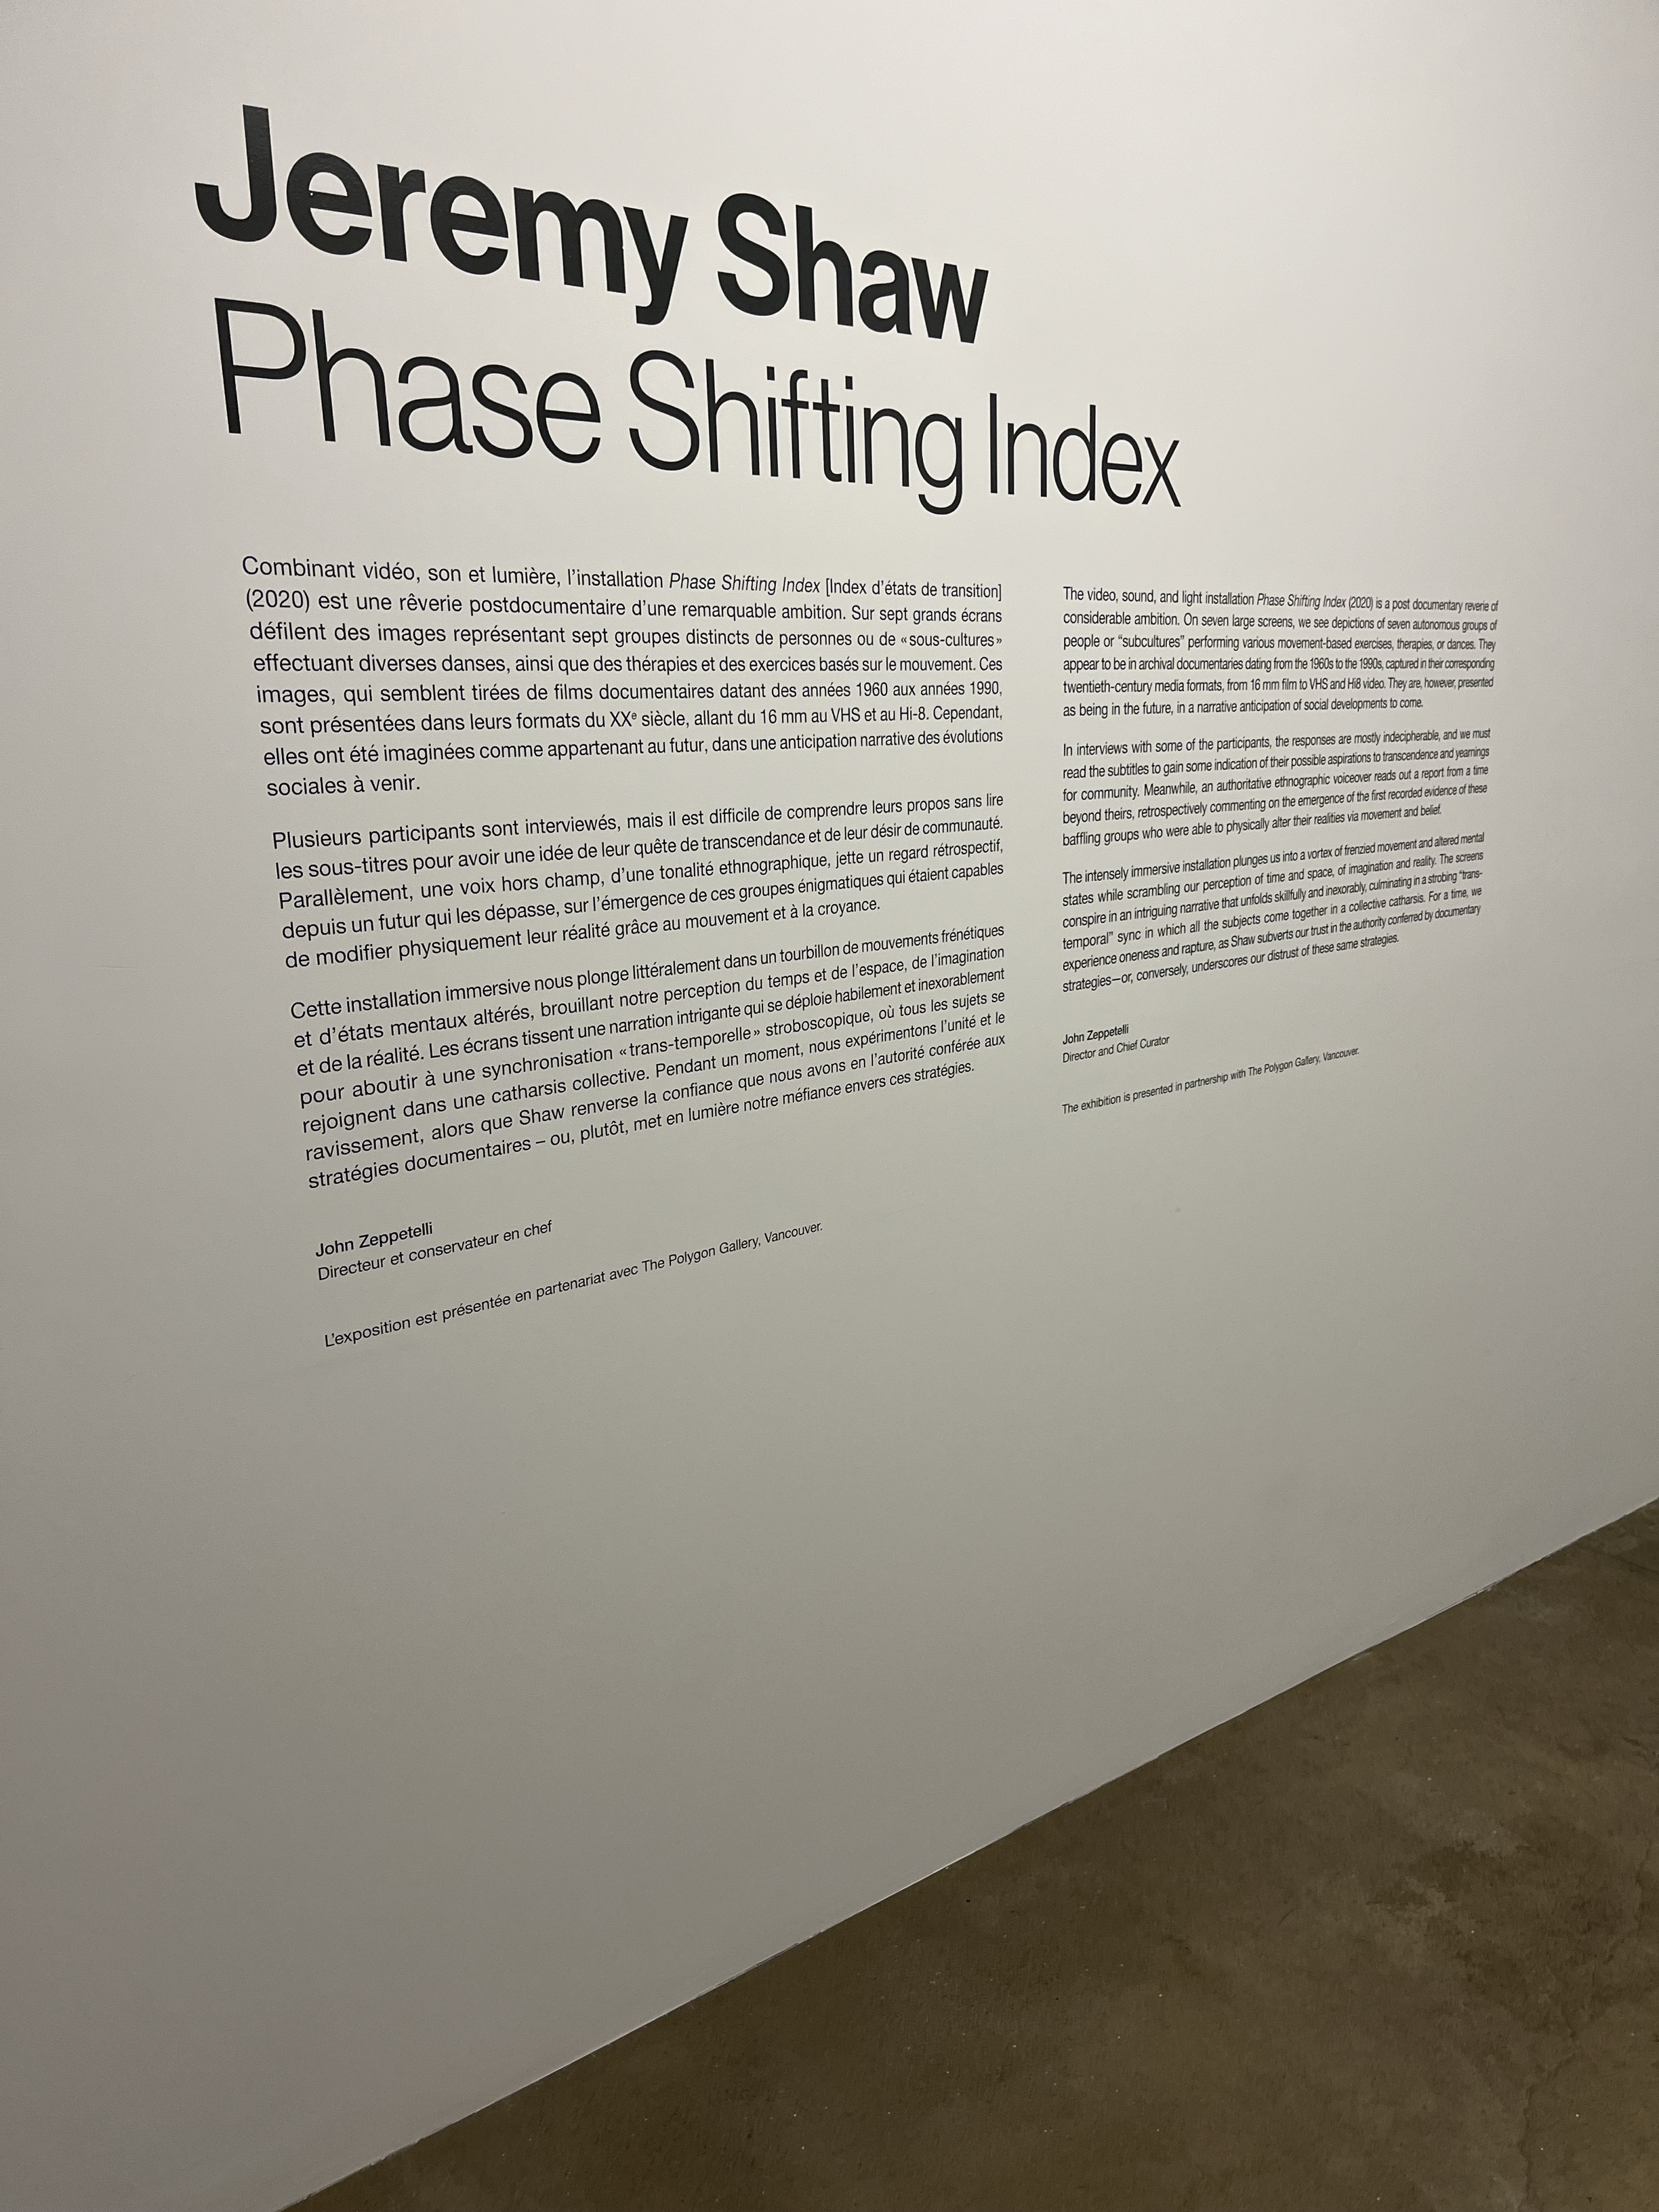 Jeremy Shaw
Phase Shifting Index
Combinant vidéo, son et lumière, l’installation Phase Shifting Index [Index d’états de transition]
(2020) est une rêverie postdocumentaire d’une remarquable ambition. Sur sept grands écrans
défilent des images représentant sept groupes distincts de personnes ou de « sous-cultures »
effectuant diverses danses, ainsi que des thérapies et des exercices basés sur le mouvement. Ces
images, qui semblent tirées de films documentaires datant des années 1960 aux années 1990,
sont présentées dans leurs formats du XXᵉ siècle, allant du 16 mm au VHS et au Hi-8. Cependant,
elles ont été imaginées comme appartenant au futur, dans une anticipation narrative des évolutions
sociales à venir.
Plusieurs participants sont interviewés, mais il est difficile de comprendre leurs propos sans lire
les sous-titres pour avoir une idée de leur quête de transcendance et de leur désir de communauté.
Parallèlement, une voix hors champ, d’une tonalité ethnographique, jette un regard rétrospectif,
depuis un futur qui les dépasse, sur l’émergence de ces groupes énigmatiques qui étaient capables
de modifier physiquement leur réalité grâce au mouvement et à la croyance.
Cette installation immersive nous plonge littéralement dans un tourbillon de mouvements frénétiques
et d’états mentaux altérés, brouillant notre perception du temps et de l’espace, de l’imagination
et de la réalité. Les écrans tissent une narration intrigante qui se déploie habilement et inexorablement
pour aboutir à une synchronisation « trans-temporelle » stroboscopique, où tous les sujets se
rejoignent dans une catharsis collective. Pendant un moment, nous expérimentons l’unité et le
ravissement, alors que Shaw renverse la confiance que nous avons en l’autorité conférée aux
stratégies documentaires – ou, plutôt, met en lumière notre méfiance envers ces stratégies.
John Zeppetelli
Directeur et conservateur en chef
L’exposition est présentée en partenariat avec The Polygon Gallery, Vancouver.
The video, sound, and light installation Phase Shifting Index (2020) is a post documentary reverie of
considerable ambition. On seven large screens, we see depictions of seven autonomous groups of
people or “subcultures” performing various movement-based exercises, therapies, or dances. They
appear to be in archival documentaries dating from the 1960s to the 1990s, captured in their corresponding
twentieth-century media formats, from 16 mm film to VHS and Hi8 video. They are, however, presented
as being in the future, in a narrative anticipation of social developments to come.
In interviews with some of the participants, the responses are mostly indecipherable, and we must
read the subtitles to gain some indication of their possible aspirations to transcendence and yearnings
for community. Meanwhile, an authoritative ethnographic voiceover reads out a report from a time
beyond theirs, retrospectively commenting on the emergence of the first recorded evidence of these
baffling groups who were able to physically alter their realities via movement and belief.
The intensely immersive installation plunges us into a vortex of frenzied movement and altered mental
states while scrambling our perception of time and space, of imagination and reality. The screens
conspire in an intriguing narrative that unfolds skillfully and inexorably, culminating in a strobing “trans-
temporal” sync in which all the subjects come together in a collective catharsis. For a time, we
experience oneness and rapture, as Shaw subverts our trust in the authority conferred by documentary
strategies—or, conversely, underscores our distrust of these same strategies.
John Zeppetelli
Director and Chief Curator
The exhibition is presented in partnership with The Polygon Gallery, Vancouver.